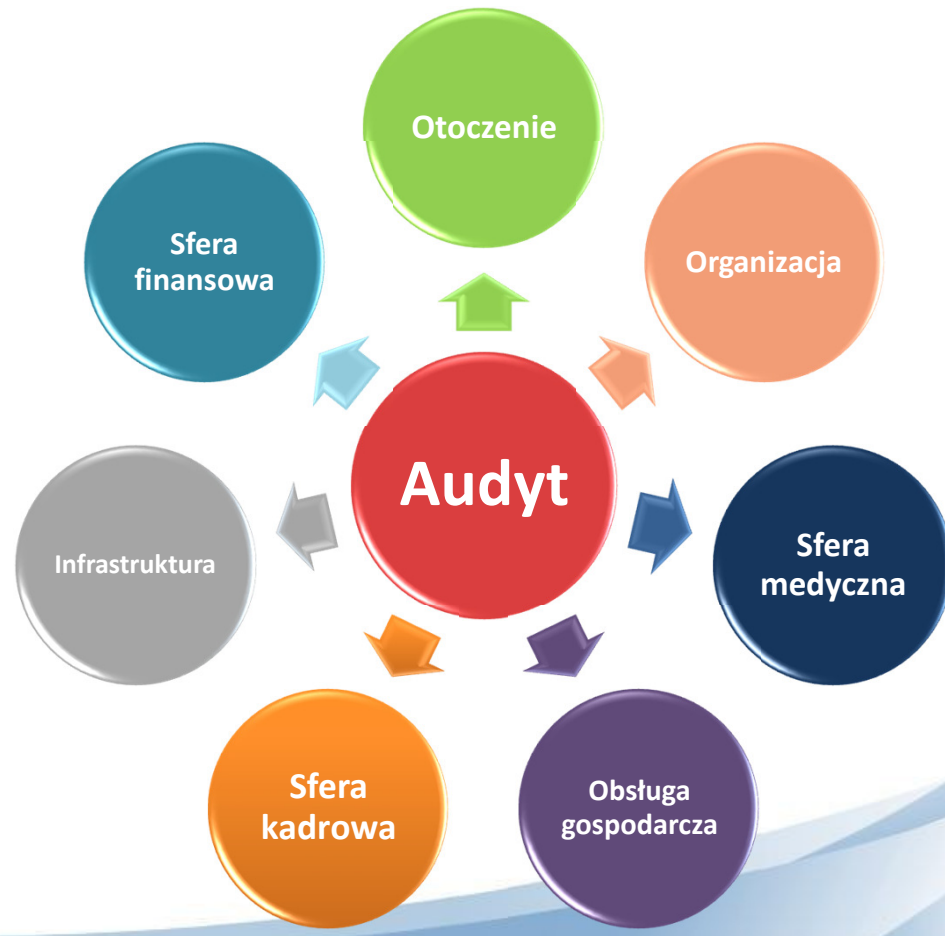 Otoczenie
Organizacja
Sfera
medyczna
Obsługa
gospodarcza
Sfera
kadrowa
Infrastruktura
Sfera
finansowa
Audyt